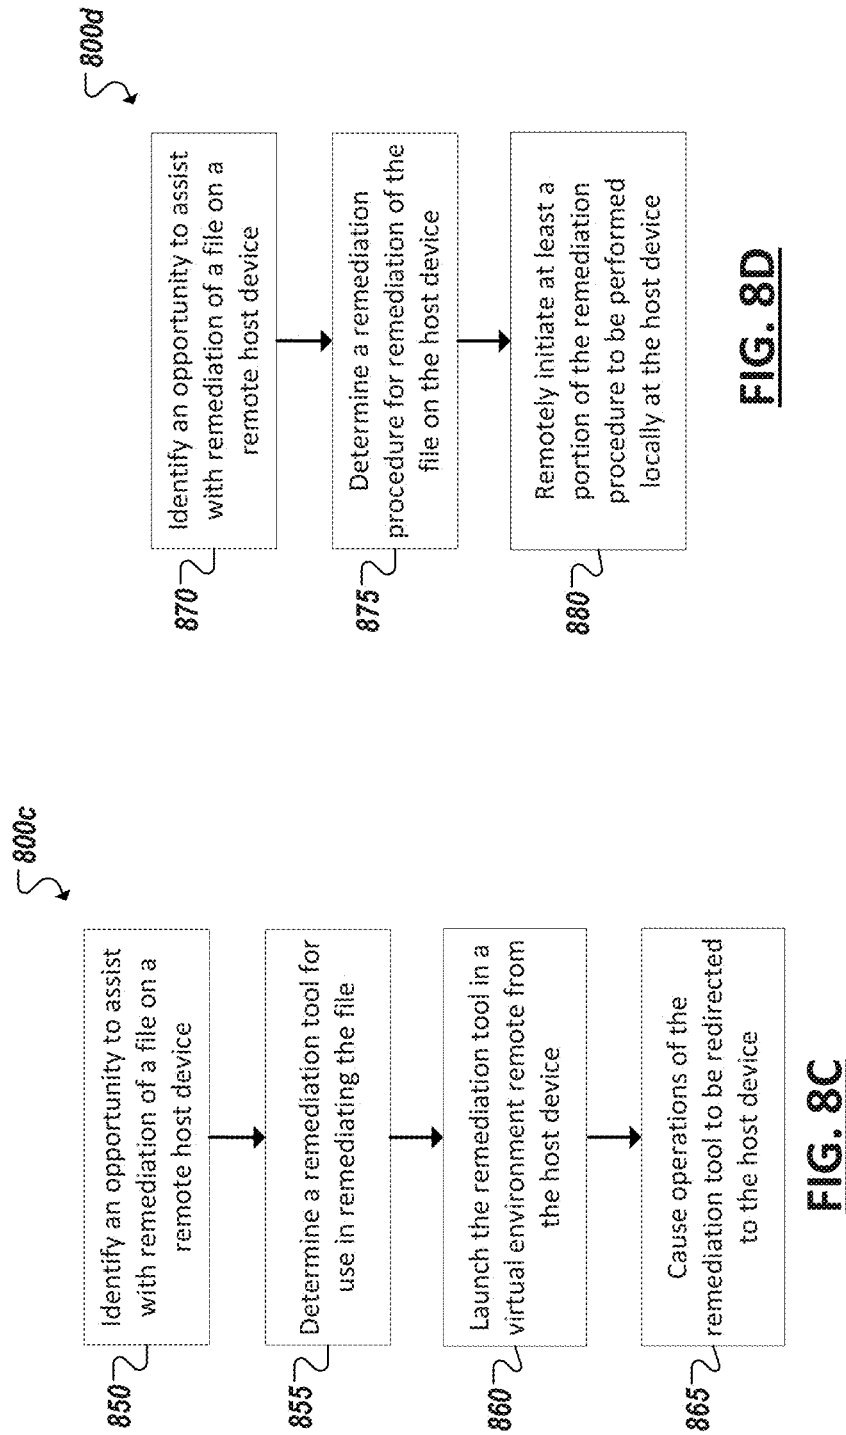 800c
850
Identify an opportunity to assist
with remediation of a file on a
remote host device
855
Determine a remediation tool for
use in remediating the file
860
Launch the remediation tool in a
virtual environment remote from
the host device
865
Cause operations of the
remediation tool to be redirected
to the host device
FIG. 8C
800d
870
Identify an opportunity to assist
with remediation of a file on a
remote host device
875
Determine a remediation
procedure for remediation of the
file on the host device
880
Remotely initiate at least a
portion of the remediation
procedure to be performed
locally at the host device
FIG. 8D